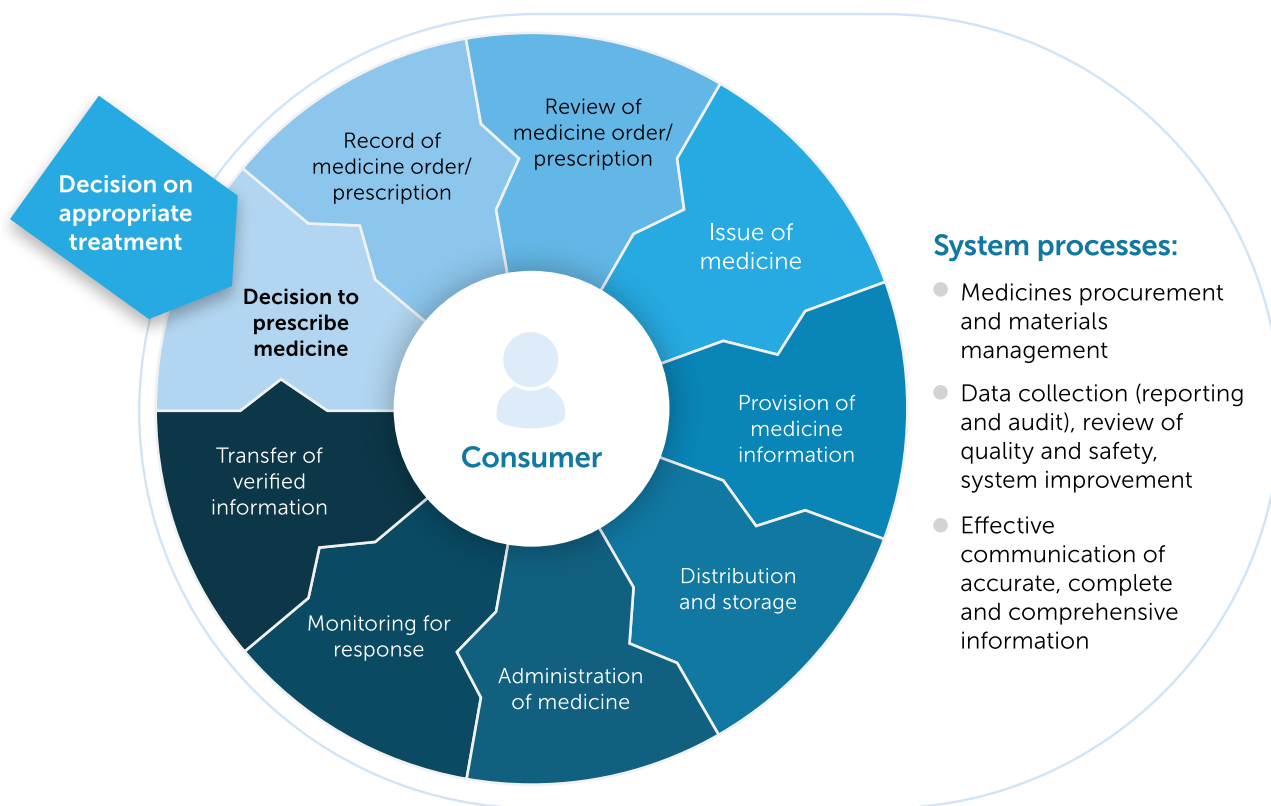 Decision on
appropriate
treatment
Decision to
prescribe
medicine
Record of
medicine order/
prescription
Review of
medicine order/
prescription
Issue of
medicine
Provision of
medicine
information
Distribution
and storage
Administration
of medicine
Monitoring for
response
Transfer of
verified
information
Consumer
System processes:
Medicines procurement
and materials
management
Data collection (reporting
and audit), review of
quality and safety,
system improvement
Effective
communication of
accurate, complete
and comprehensive
information